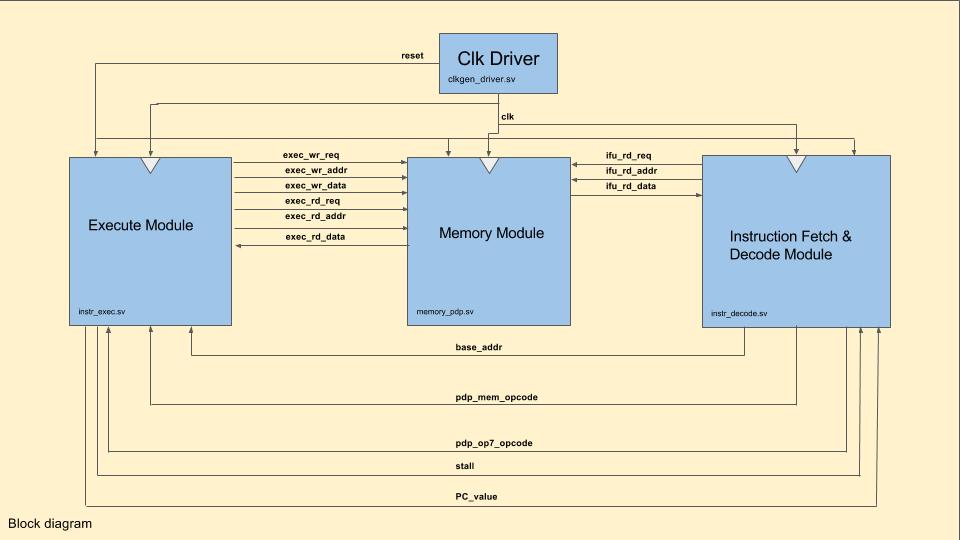 reset
Clk Driver
clkgen_driver.sv
clk
exec_wr_req
exec_wr_addr
exec_wr_data
exec_rd_req
exec_rd_addr
exec_rd_data
ifu_rd_req
ifu_rd_addr
ifu_rd_data
Execute Module
instr_exec.sv
Memory Module
memory_pdp.sv
Instruction Fetch &
Decode Module
instr_decode.sv
base_addr
pdp_mem_opcode
pdp_op7_opcode
stall
PC_value
Block diagram